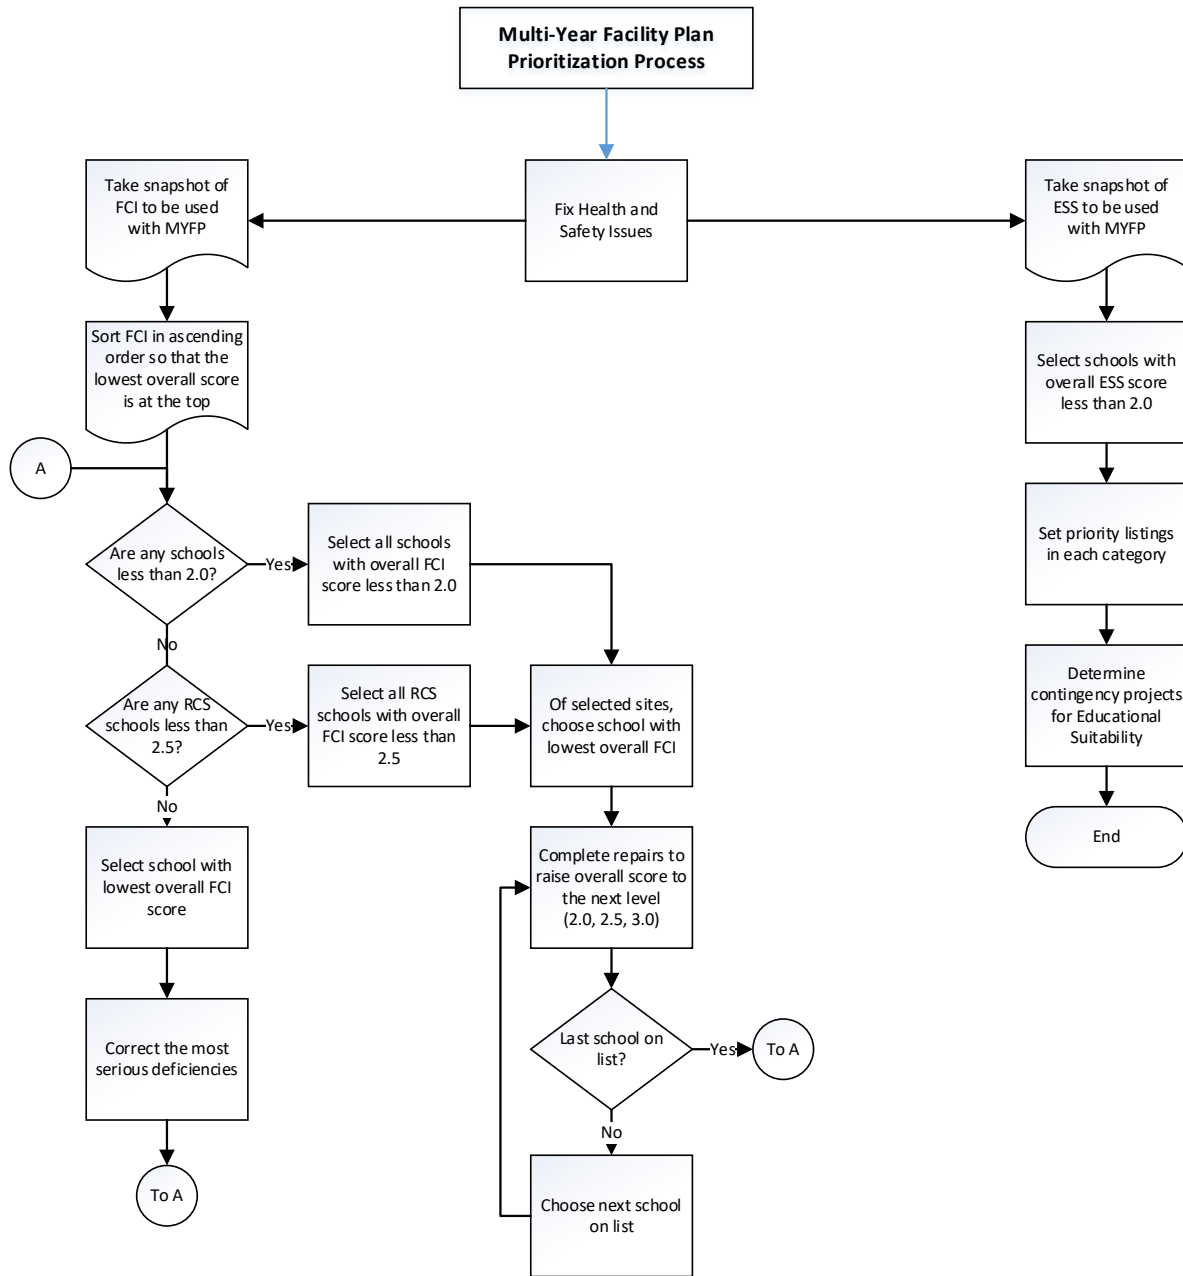 Multi-Year Facility Plan
Prioritization Process
Take snapshot of
FCI to be used
with MYFP
Fix Health and
Safety Issues
Take snapshot of
ESS to be used
with MYFP
Sort FCI in ascending
order so that the
lowest overall score
is at the top
Select schools with
overall ESS score
less than 2.0
A
Are any schools
less than 2.0?
Yes
Select all schools
with overall FCI
score less than 2.0
Set priority listings
in each category
No
Are any RCS
schools less than
2.5?
Yes
Select all RCS
schools with overall
FCI score less than
2.5
Of selected sites,
choose school with
lowest overall FCI
Determine
contingency projects
for Educational
Suitability
No
Select school with
lowest overall FCI
score
Complete repairs to
raise overall score to
the next level
(2.0, 2.5, 3.0)
End
Correct the most
serious deficiencies
Last school on
list?
Yes
To A
No
To A
Choose next school
on list